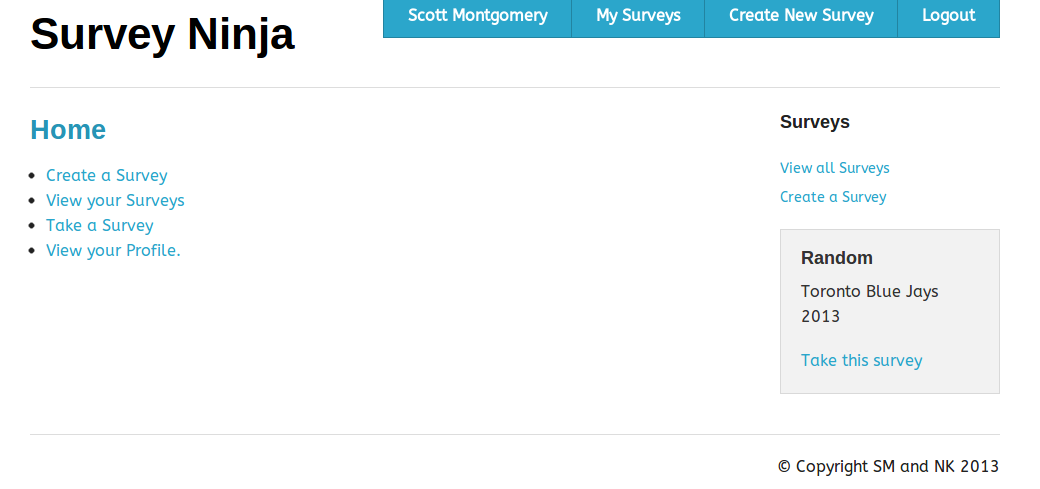 Survey Ninja
Scott Montgomery My Surveys Create New Survey Logout
Home
Create a Survey
View your Surveys
Take a Survey
View your Profile.
Surveys
View all Surveys
Create a Survey
Random
Toronto Blue Jays
2013
Take this survey
© Copyright SM and NK 2013